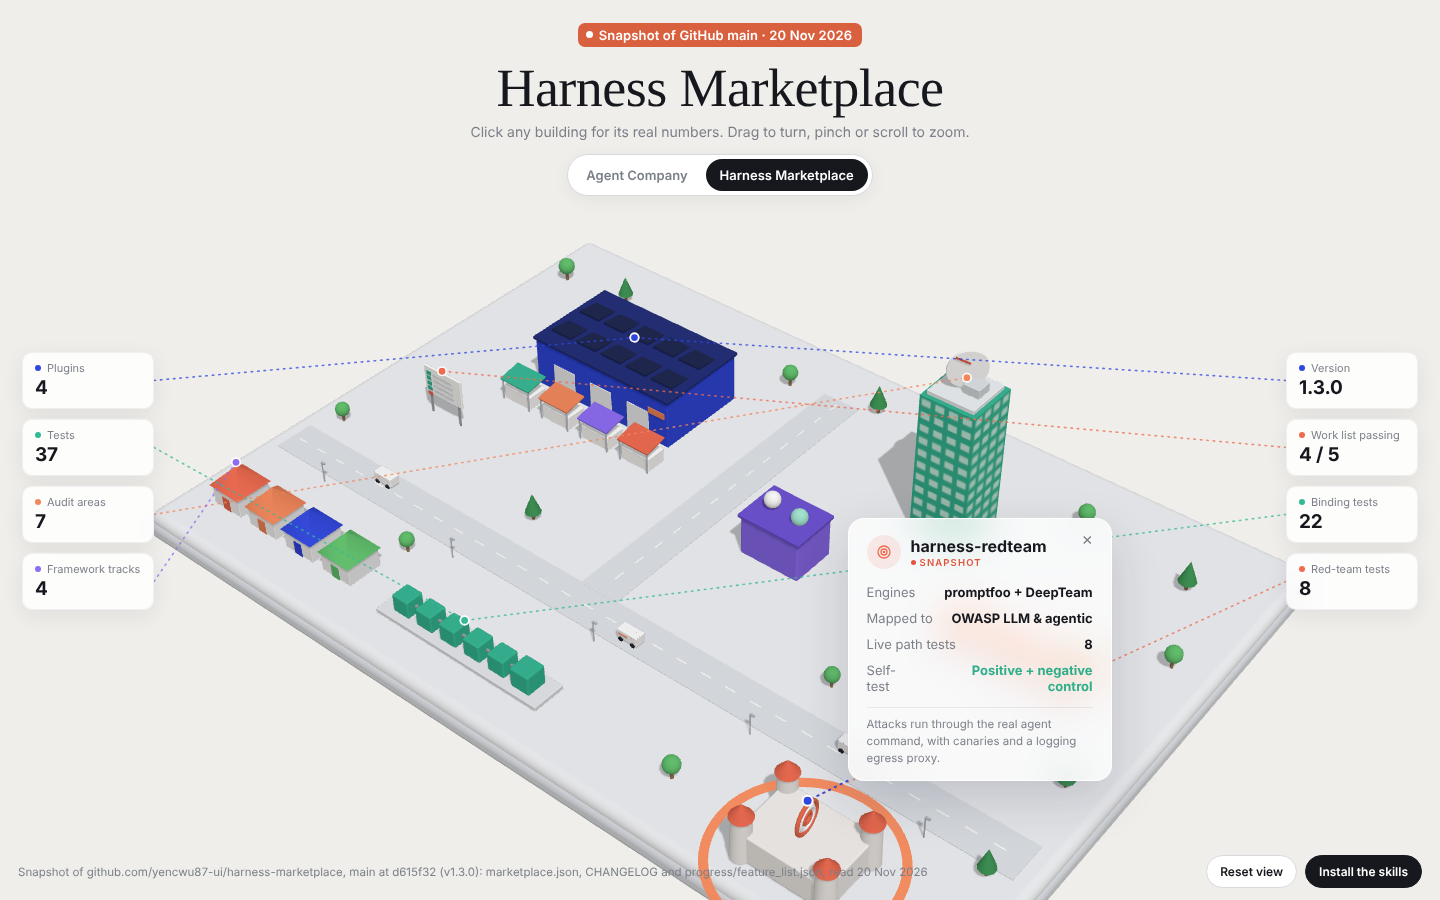 Snapshot of GitHub main · 20 Nov 2026
Harness Marketplace
Click any building for its real numbers. Drag to turn, pinch or scroll to zoom.
Agent Company
Harness Marketplace
Plugins
4
Tests
37
Audit areas
7
Framework tracks
4
Version
1.3.0
Work list passing
4 / 5
Binding tests
22
Red-team tests
8
harness-redteam
SNAPSHOT
Engines promptfoo + DeepTeam
Mapped to OWASP LLM & agentic
Live path tests 8
Self-test Positive + negative control
Attacks run through the real agent
command, with canaries and a logging
egress proxy.
Snapshot of github.com/yencwu87-ui/harness-marketplace, main at d615f32 (v1.3.0): marketplace.json, CHANGELOG and progress/feature_list.json, read 20 Nov 2026
Reset view
Install the skills